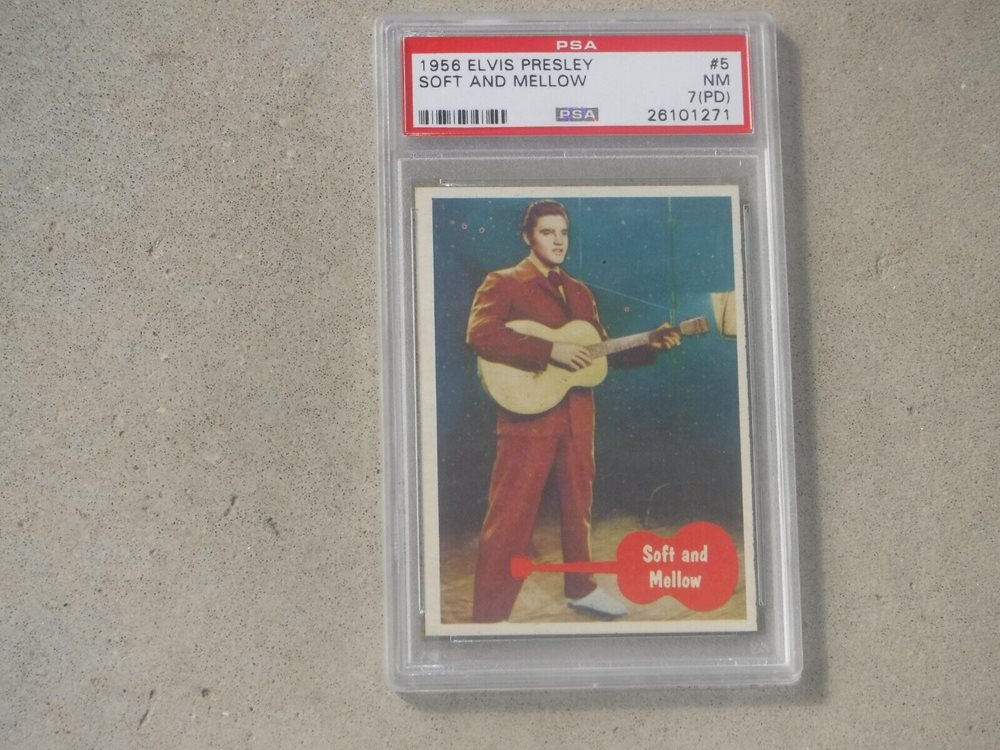 PSA
1956 ELVIS PRESLEY #5
SOFT AND MELLOW NM
7(PD)
PSA 26101271
Soft and
Mellow